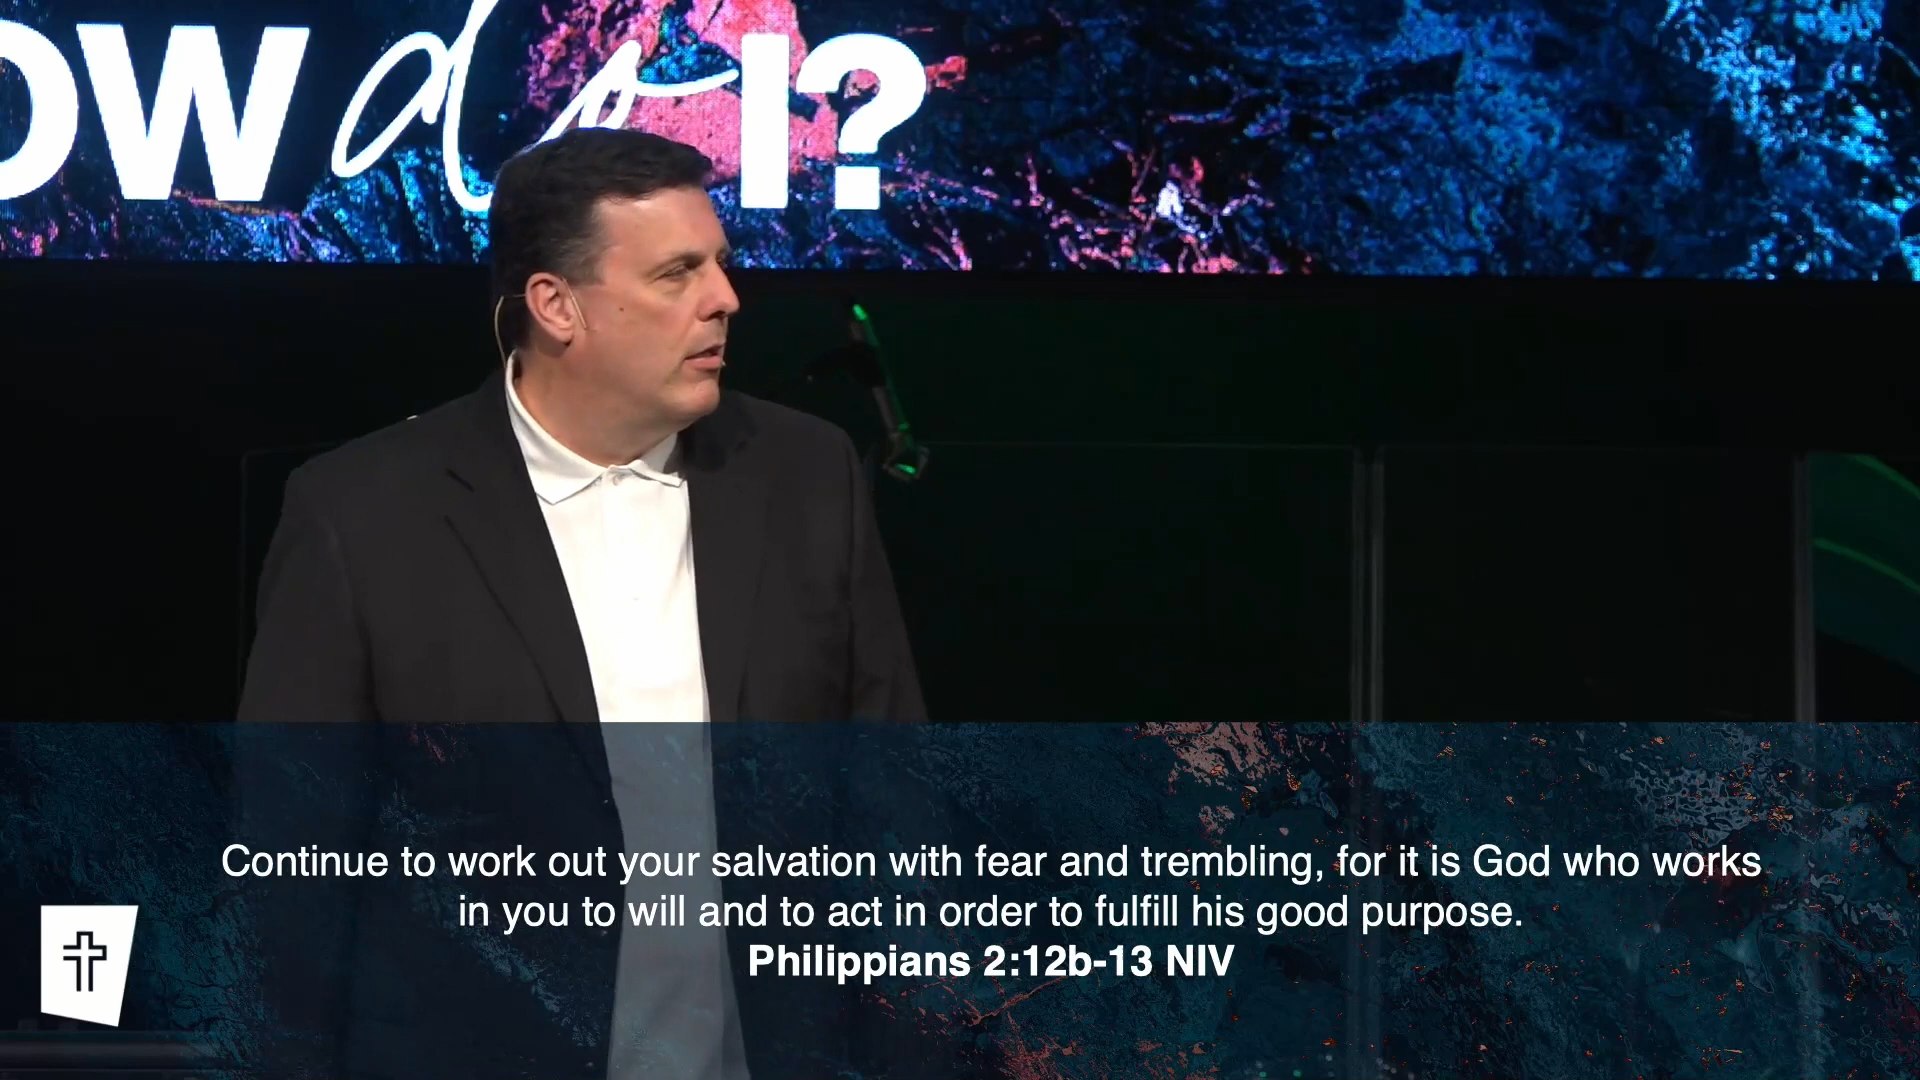 OW do I?
Continue to work out your salvation with fear and trembling, for it is God who works
in you to will and to act in order to fulfill his good purpose.
Philippians 2:12b-13 NIV